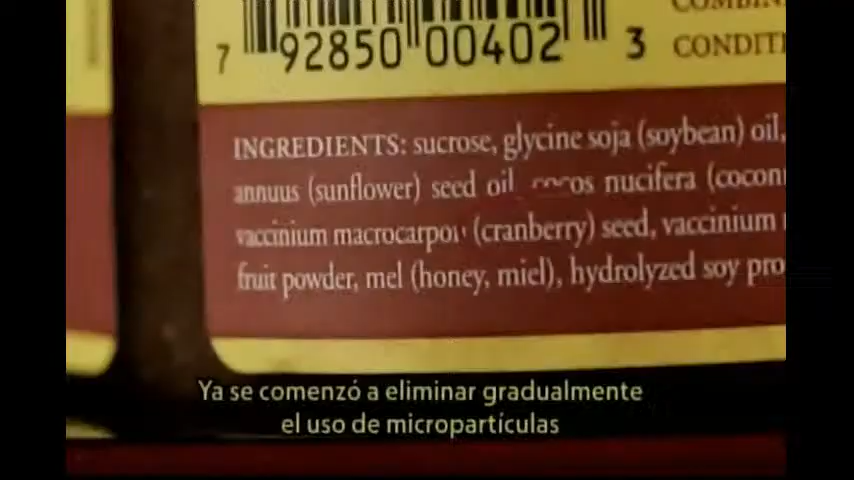 COMBIN
7 92850 00402 3
CONDITI
INGREDIENTS: sucrose, glycine soja (soybean) oil,
annuus (sunflower) seed oil cocos nucifera (coconu
vaccinium macrocarpon (cranberry) seed, vaccinium
fruit powder, mel (honey, miel), hydrolyzed soy pro
Ya se comenzó a eliminar gradualmente
el uso de micropartículas